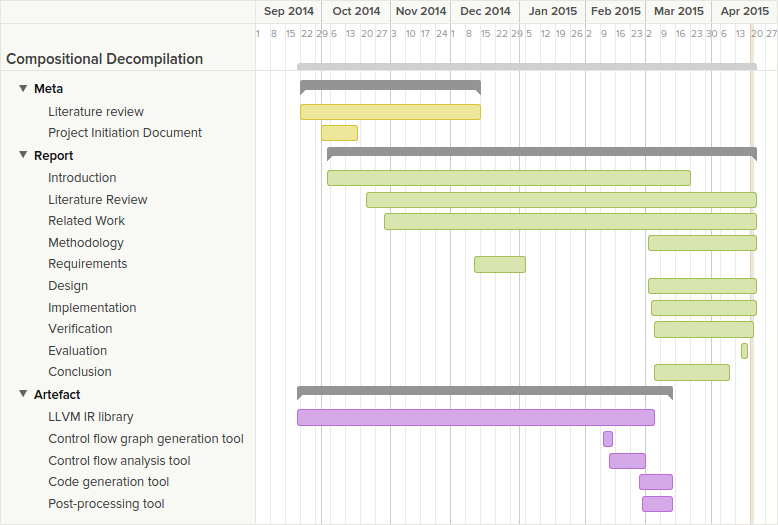 Sep 2014 Oct 2014 Nov 2014 Dec 2014 Jan 2015 Feb 2015 Mar 2015 Apr 2015
1 8 15 22 29 6 13 20 27 3 10 17 24 1 8 15 22 29 5 12 19 26 2 9 16 23 2 9 16 23 30 6 13 20 27
Compositional Decompilation
Meta
Literature review
Project Initiation Document
Report
Introduction
Literature Review
Related Work
Methodology
Requirements
Design
Implementation
Verification
Evaluation
Conclusion
Artefact
LLVM IR library
Control flow graph generation tool
Control flow analysis tool
Code generation tool
Post-processing tool